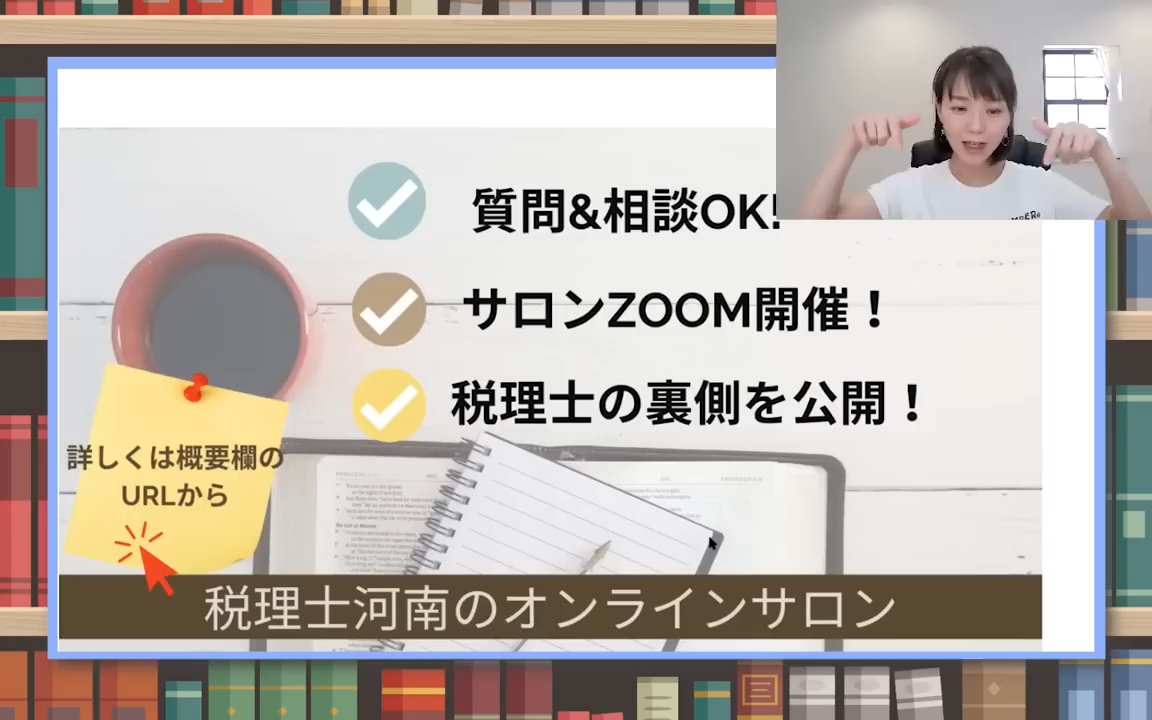 質問&相談OK!
サロンZOOM開催！
税理士の裏側を公開！
詳しくは概要欄の
URLから
税理士河南のオンラインサロン